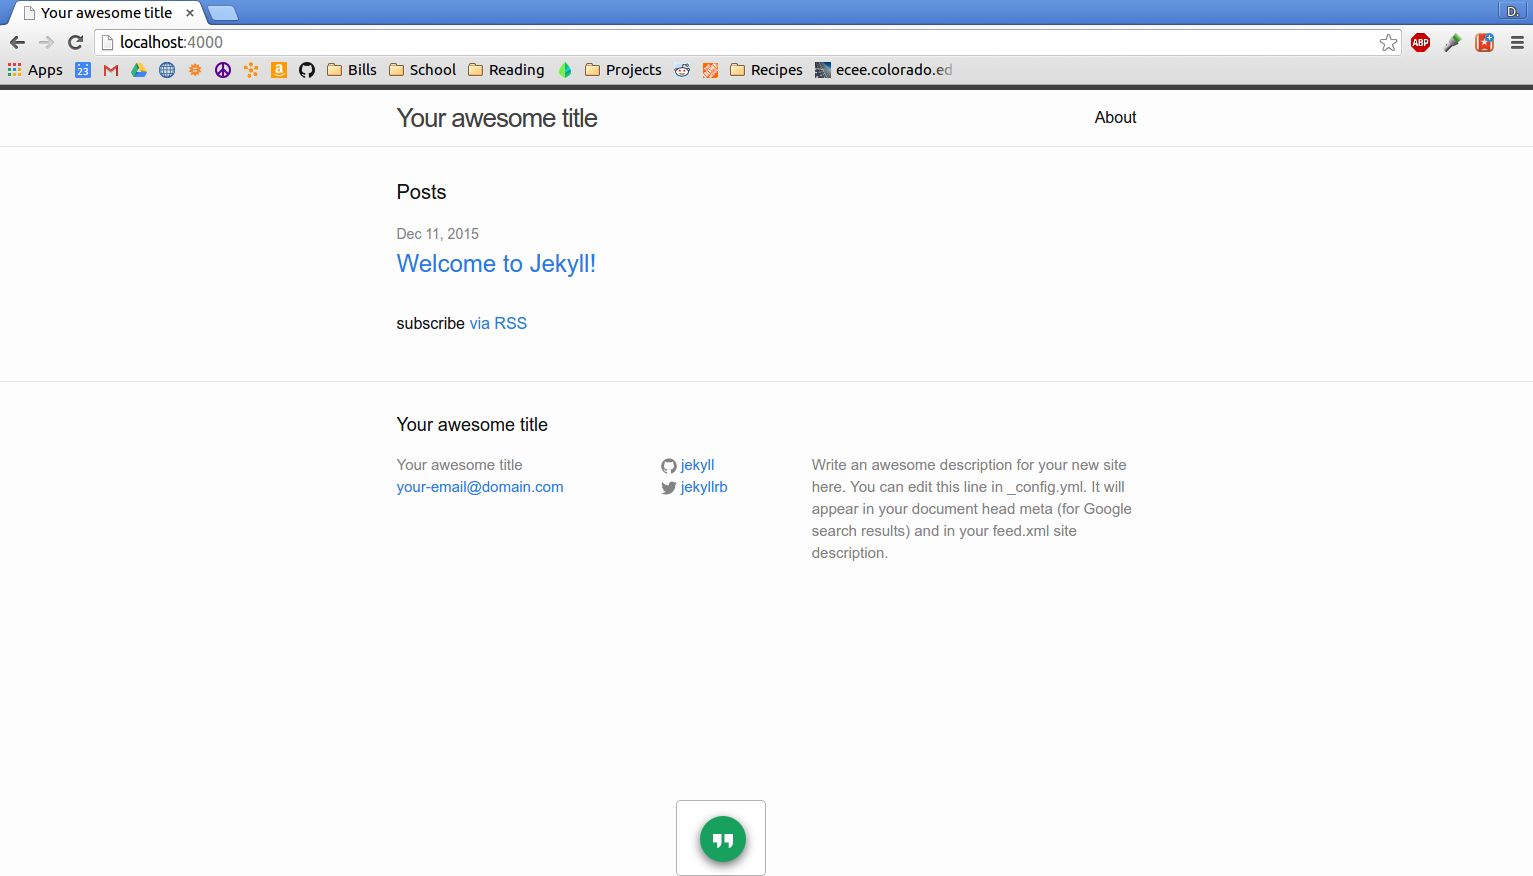 Your awesome title
D.
localhost:4000
ABP
Apps
23
a
Bills
School
Reading
Projects
Recipes
ecee.colorado.ed
Your awesome title
About
Posts
Dec 11, 2015
Welcome to Jekyll!
subscribe via RSS
Your awesome title
Your awesome title
your-email@domain.com
jekyll
jekyllrb
Write an awesome description for your new site
here. You can edit this line in _config.yml. It will
appear in your document head meta (for Google
search results) and in your feed.xml site
description.